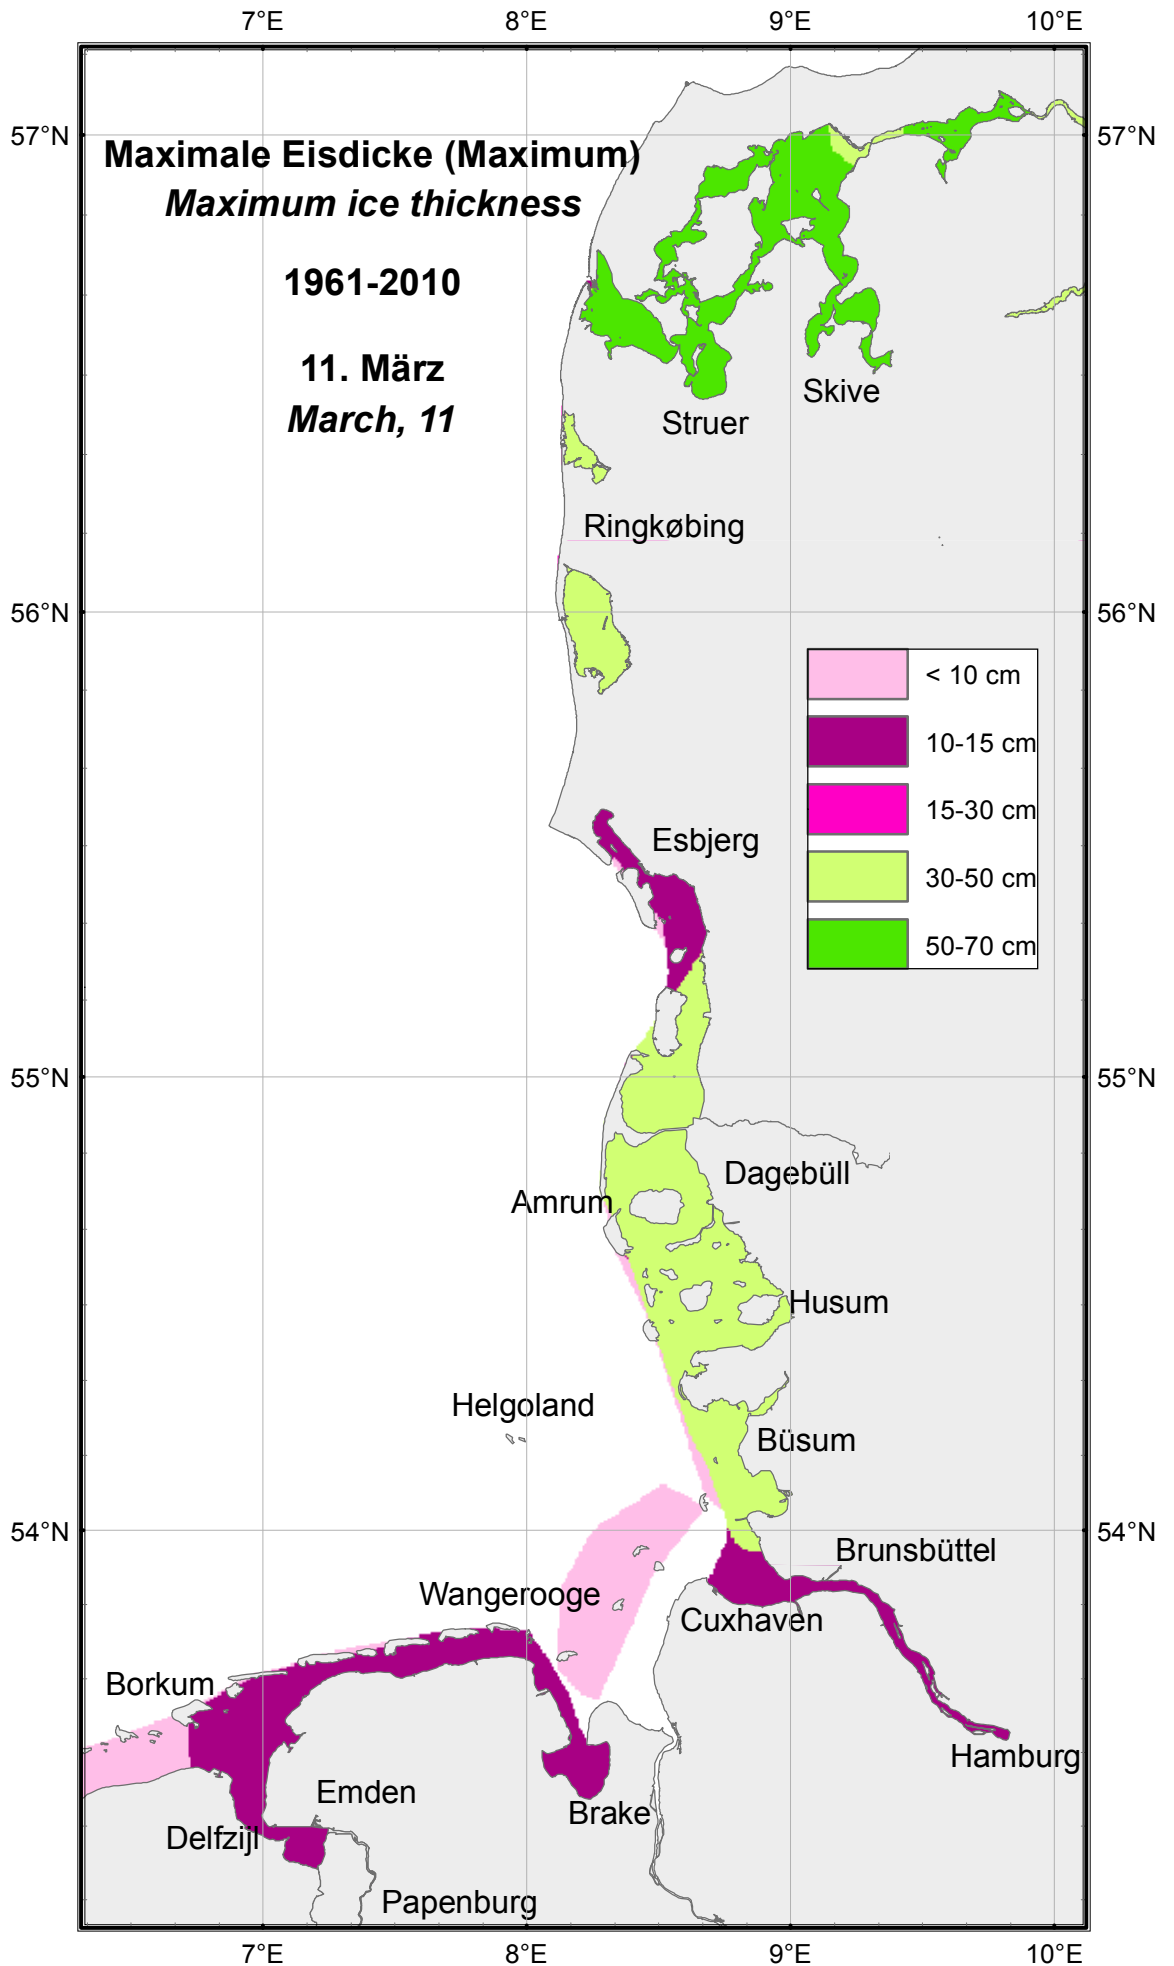 7°E 8°E 9°E 10°E
57°N 57°N
Maximale Eisdicke (Maximum)
Maximum ice thickness
1961-2010
11. März
March, 11
Skive
Struer
Ringkøbing
56°N 56°N
< 10 cm
10-15 cm
15-30 cm
30-50 cm
50-70 cm
Esbjerg
55°N 55°N
Dagebüll
Amrum
Husum
Helgoland
Büsum
54°N 54°N
Brunsbüttel
Wangerooge
Cuxhaven
Borkum
Hamburg
Emden
Brake
Delfzijl
Papenburg
7°E 8°E 9°E 10°E